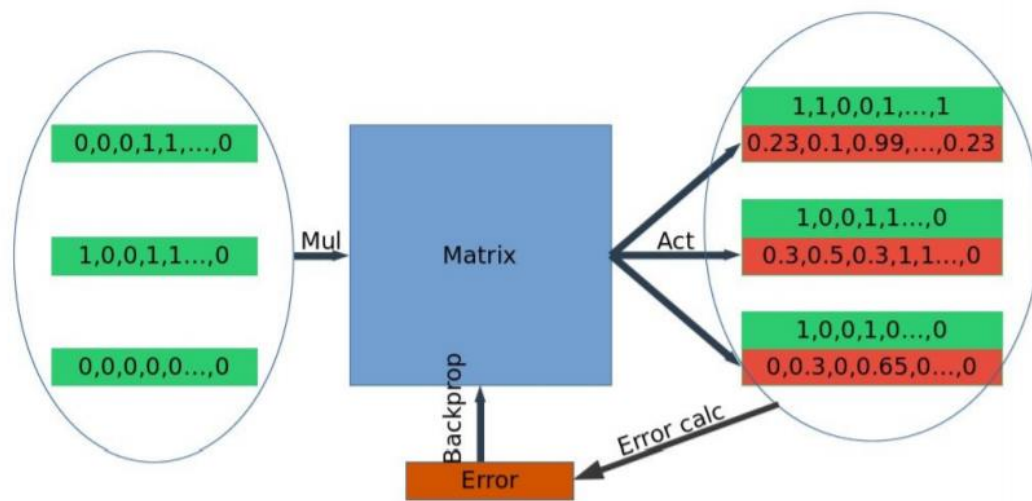 0,0,0,1,1,...,0
1,0,0,1,1...,0
0,0,0,0,0...,0
Mul
Matrix
Act
1,1,0,0,1,...,1
0.23,0.1,0.99,...,0.23
1,0,0,1,1...,0
0.3,0.5,0.3,1,1...,0
1,0,0,1,0...,0
0,0.3,0,0.65,0...,0
Backprop
Error calc
Error